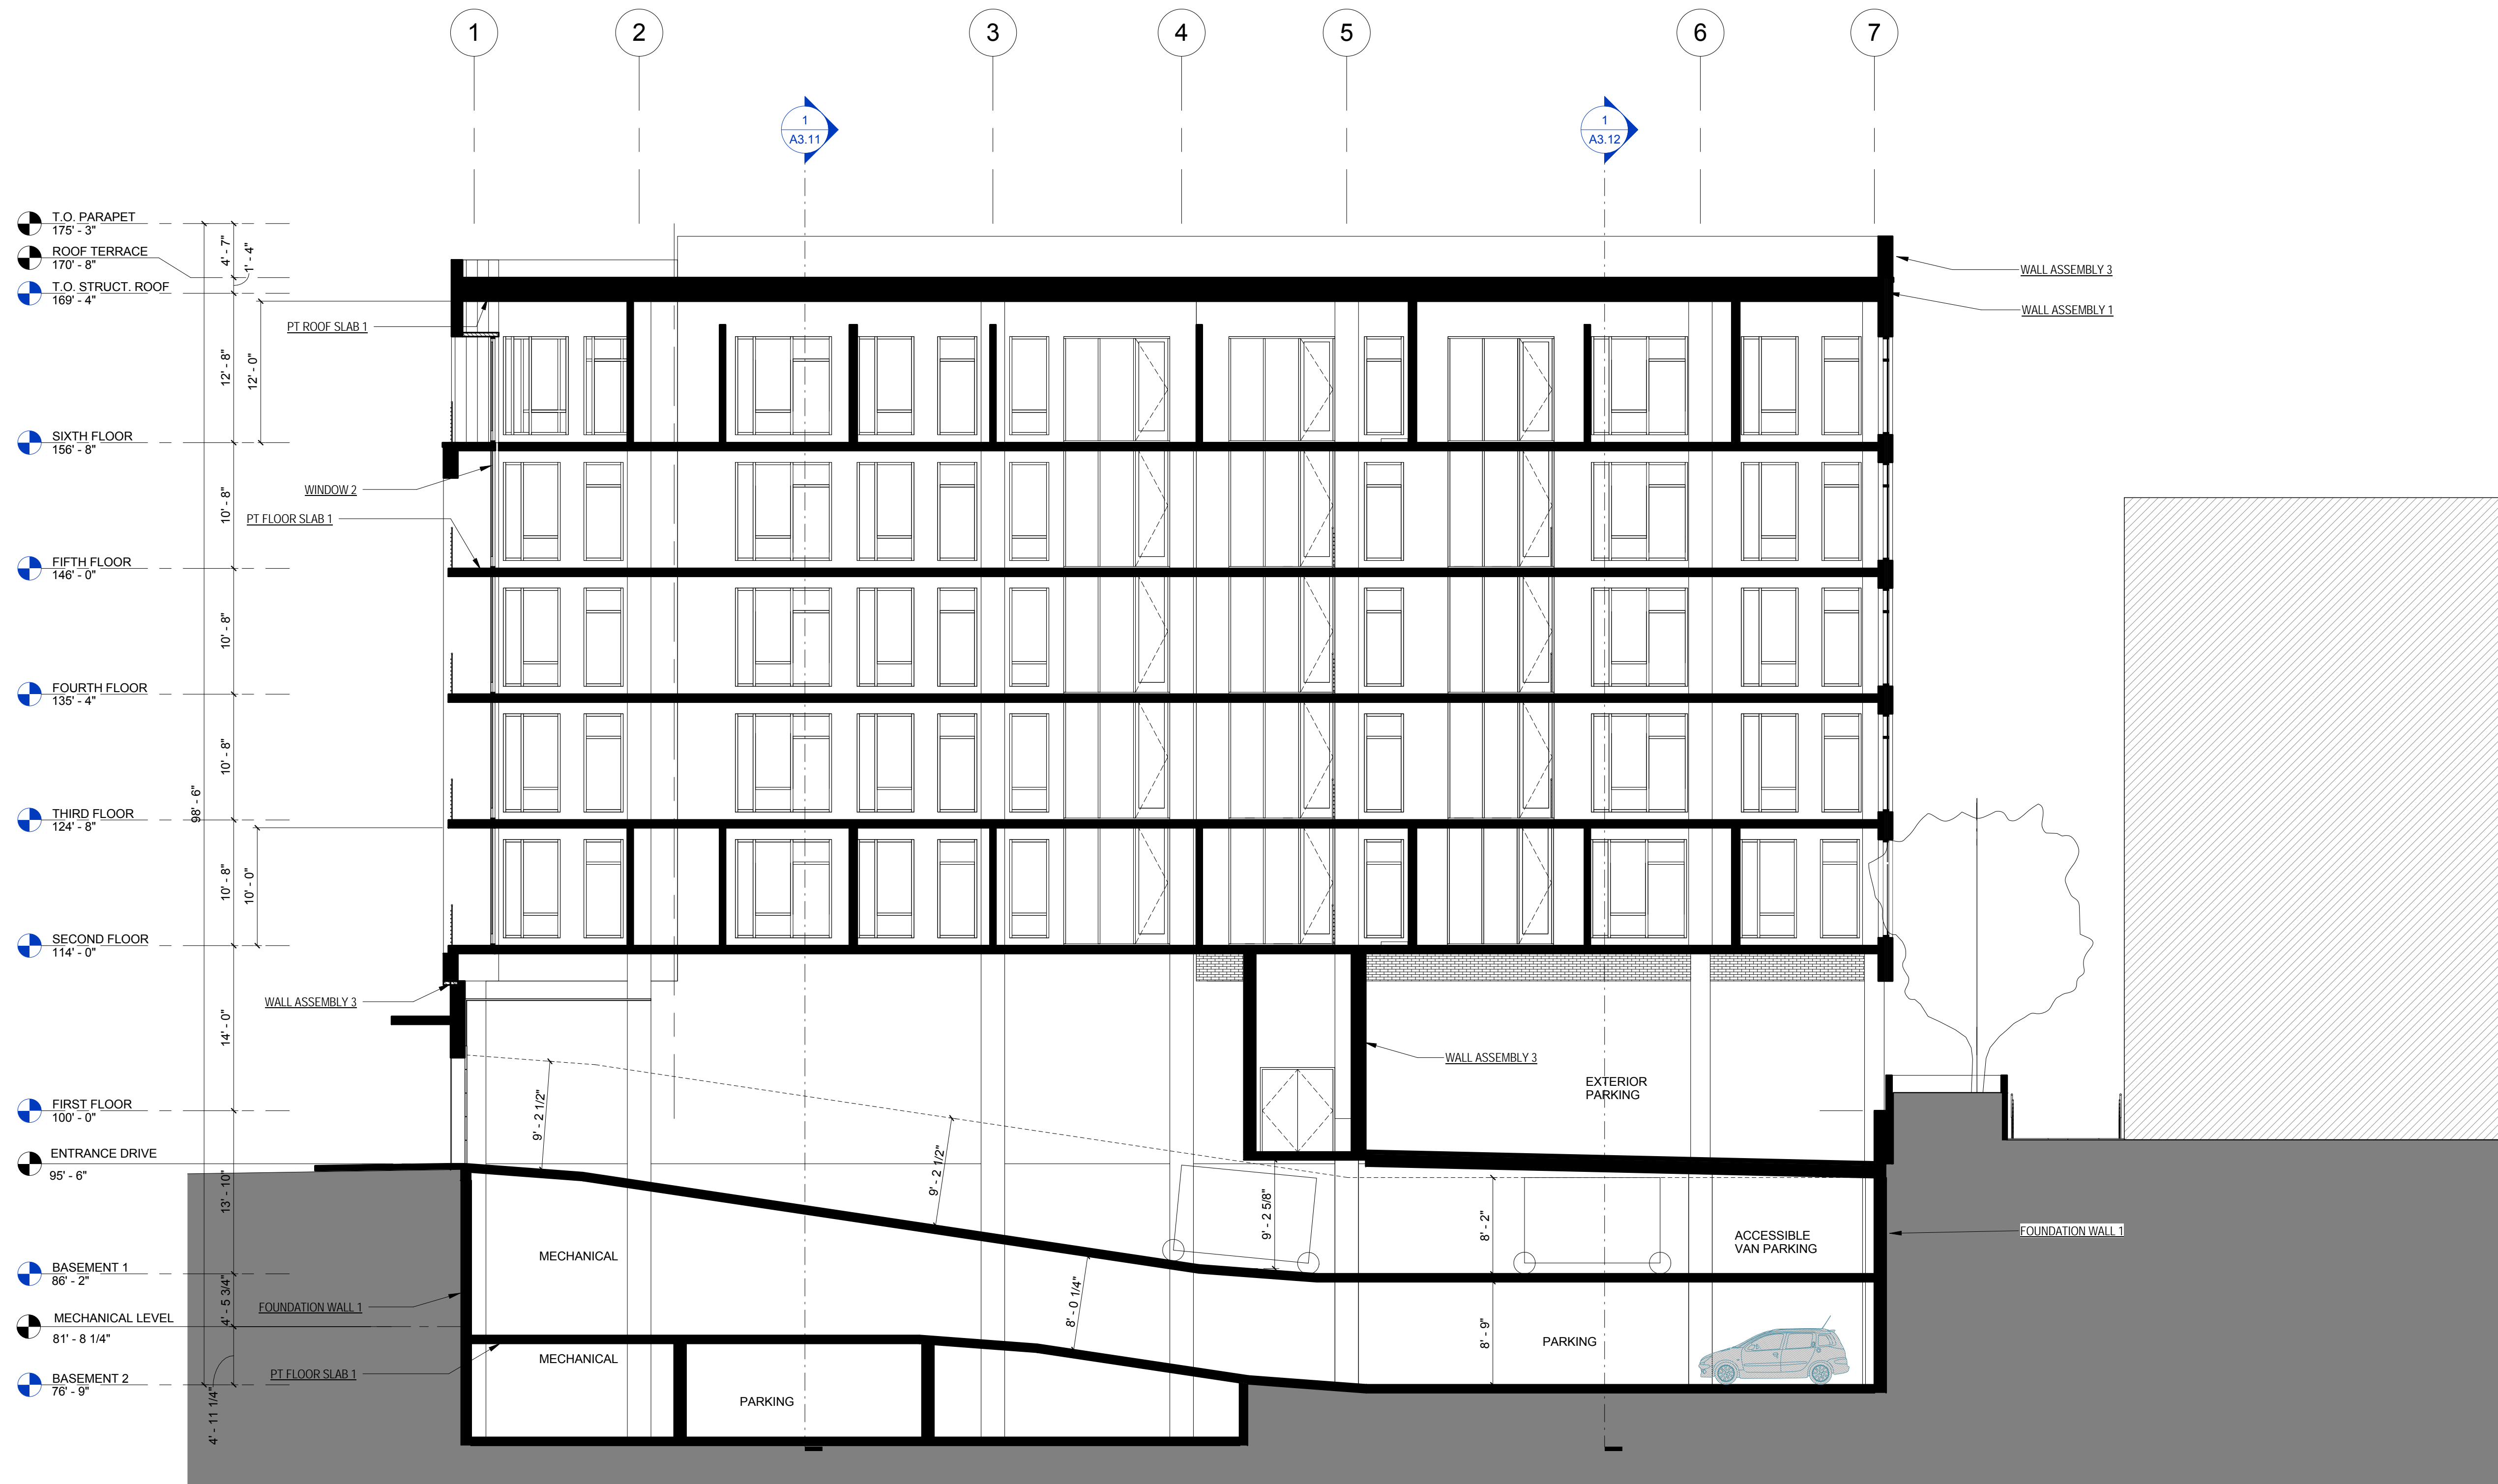 1
2
3
4
5
6
7
1
A3.11
1
A3.12
T.O. PARAPET
175' - 3"
ROOF TERRACE
170' - 8"
T.O. STRUCT. ROOF
169' - 4"
SIXTH FLOOR
156' - 8"
FIFTH FLOOR
146' - 0"
FOURTH FLOOR
135' - 4"
THIRD FLOOR
124' - 8"
SECOND FLOOR
114' - 0"
FIRST FLOOR
100' - 0"
ENTRANCE DRIVE
95' - 6"
BASEMENT 1
86' - 2"
MECHANICAL LEVEL
81' - 8 1/4"
BASEMENT 2
76' - 9"
98' - 6"
4' - 7"
1' - 4"
12' - 8"
12' - 0"
10' - 8"
10' - 8"
10' - 8"
10' - 8"
10' - 0"
14' - 0"
13' - 10"
4' - 5 3/4"
4' - 11 1/4"
PT ROOF SLAB 1
WINDOW 2
PT FLOOR SLAB 1
WALL ASSEMBLY 3
FOUNDATION WALL 1
PT FLOOR SLAB 1
WALL ASSEMBLY 3
WALL ASSEMBLY 1
WALL ASSEMBLY 3
EXTERIOR
PARKING
9' - 2 1/2"
9' - 2 1/2"
9' - 2 5/8"
8' - 2"
ACCESSIBLE
VAN PARKING
FOUNDATION WALL 1
MECHANICAL
8' - 0 1/4"
8' - 9"
PARKING
MECHANICAL
PARKING